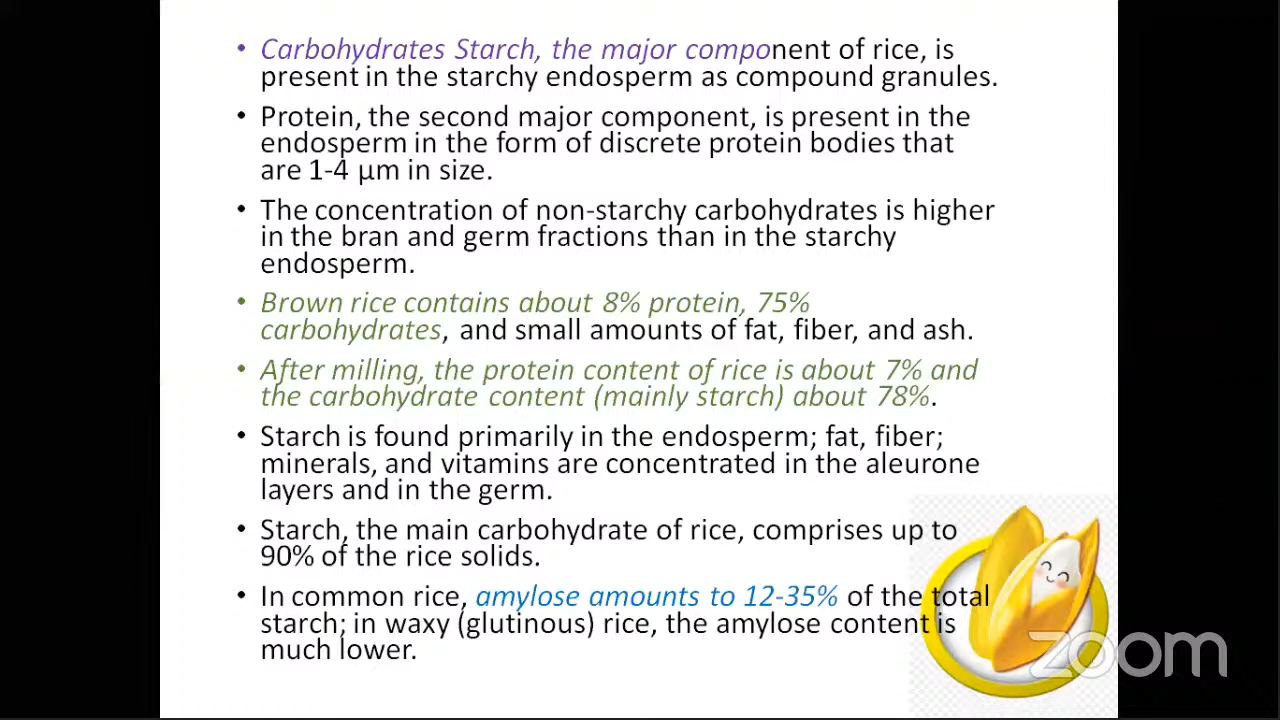 • Carbohydrates Starch, the major component of rice, is
present in the starchy endosperm as compound granules.
• Protein, the second major component, is present in the
endosperm in the form of discrete protein bodies that
are 1-4 µm in size.
• The concentration of non-starchy carbohydrates is higher
in the bran and germ fractions than in the starchy
endosperm.
• Brown rice contains about 8% protein, 75%
carbohydrates, and small amounts of fat, fiber, and ash.
• After milling, the protein content of rice is about 7% and
the carbohydrate content (mainly starch) about 78%.
• Starch is found primarily in the endosperm; fat, fiber;
minerals, and vitamins are concentrated in the aleurone
layers and in the germ.
• Starch, the main carbohydrate of rice, comprises up to
90% of the rice solids.
• In common rice, amylose amounts to 12-35% of the total
starch; in waxy (glutinous) rice, the amylose content is
much lower.
zoom